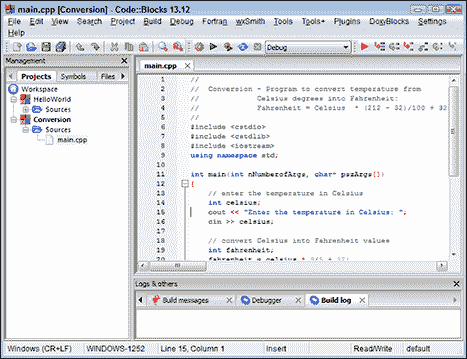 main.cpp [Conversion] - Code::Blocks 13.12
File Edit View Search Project Build Debug Fortran wxSmith Tools Tools+ Plugins DoxyBlocks Settings
Help
Debug
Management
Projects Symbols Files
Workspace
HelloWorld
Sources
Conversion
Sources
main.cpp
main.cpp
1 //
2 // Conversion - Program to convert temperature from
3 // Celsius degrees into Fahrenheit:
4 // Fahrenheit = Celsius * (212 - 32)/100 + 32
5 //
6 #include <cstdio>
7 #include <cstdlib>
8 #include <iostream>
9 using namespace std;
10
11 int main(int nNumberofArgs, char* pszArgs[])
12 {
13 // enter the temperature in Celsius
14 int celsius;
15 cout << "Enter the temperature in Celsius: ";
16 cin >> celsius;
17
18 // convert Celsius into Fahrenheit values
19 int fahrenheit;
20 fahrenheit = celsius * 9/5 + 32;
Logs & others
Build messages Debugger Build log
Windows (CR+LF) WINDOWS-1252 Line 15, Column 1 Insert Read/Write default